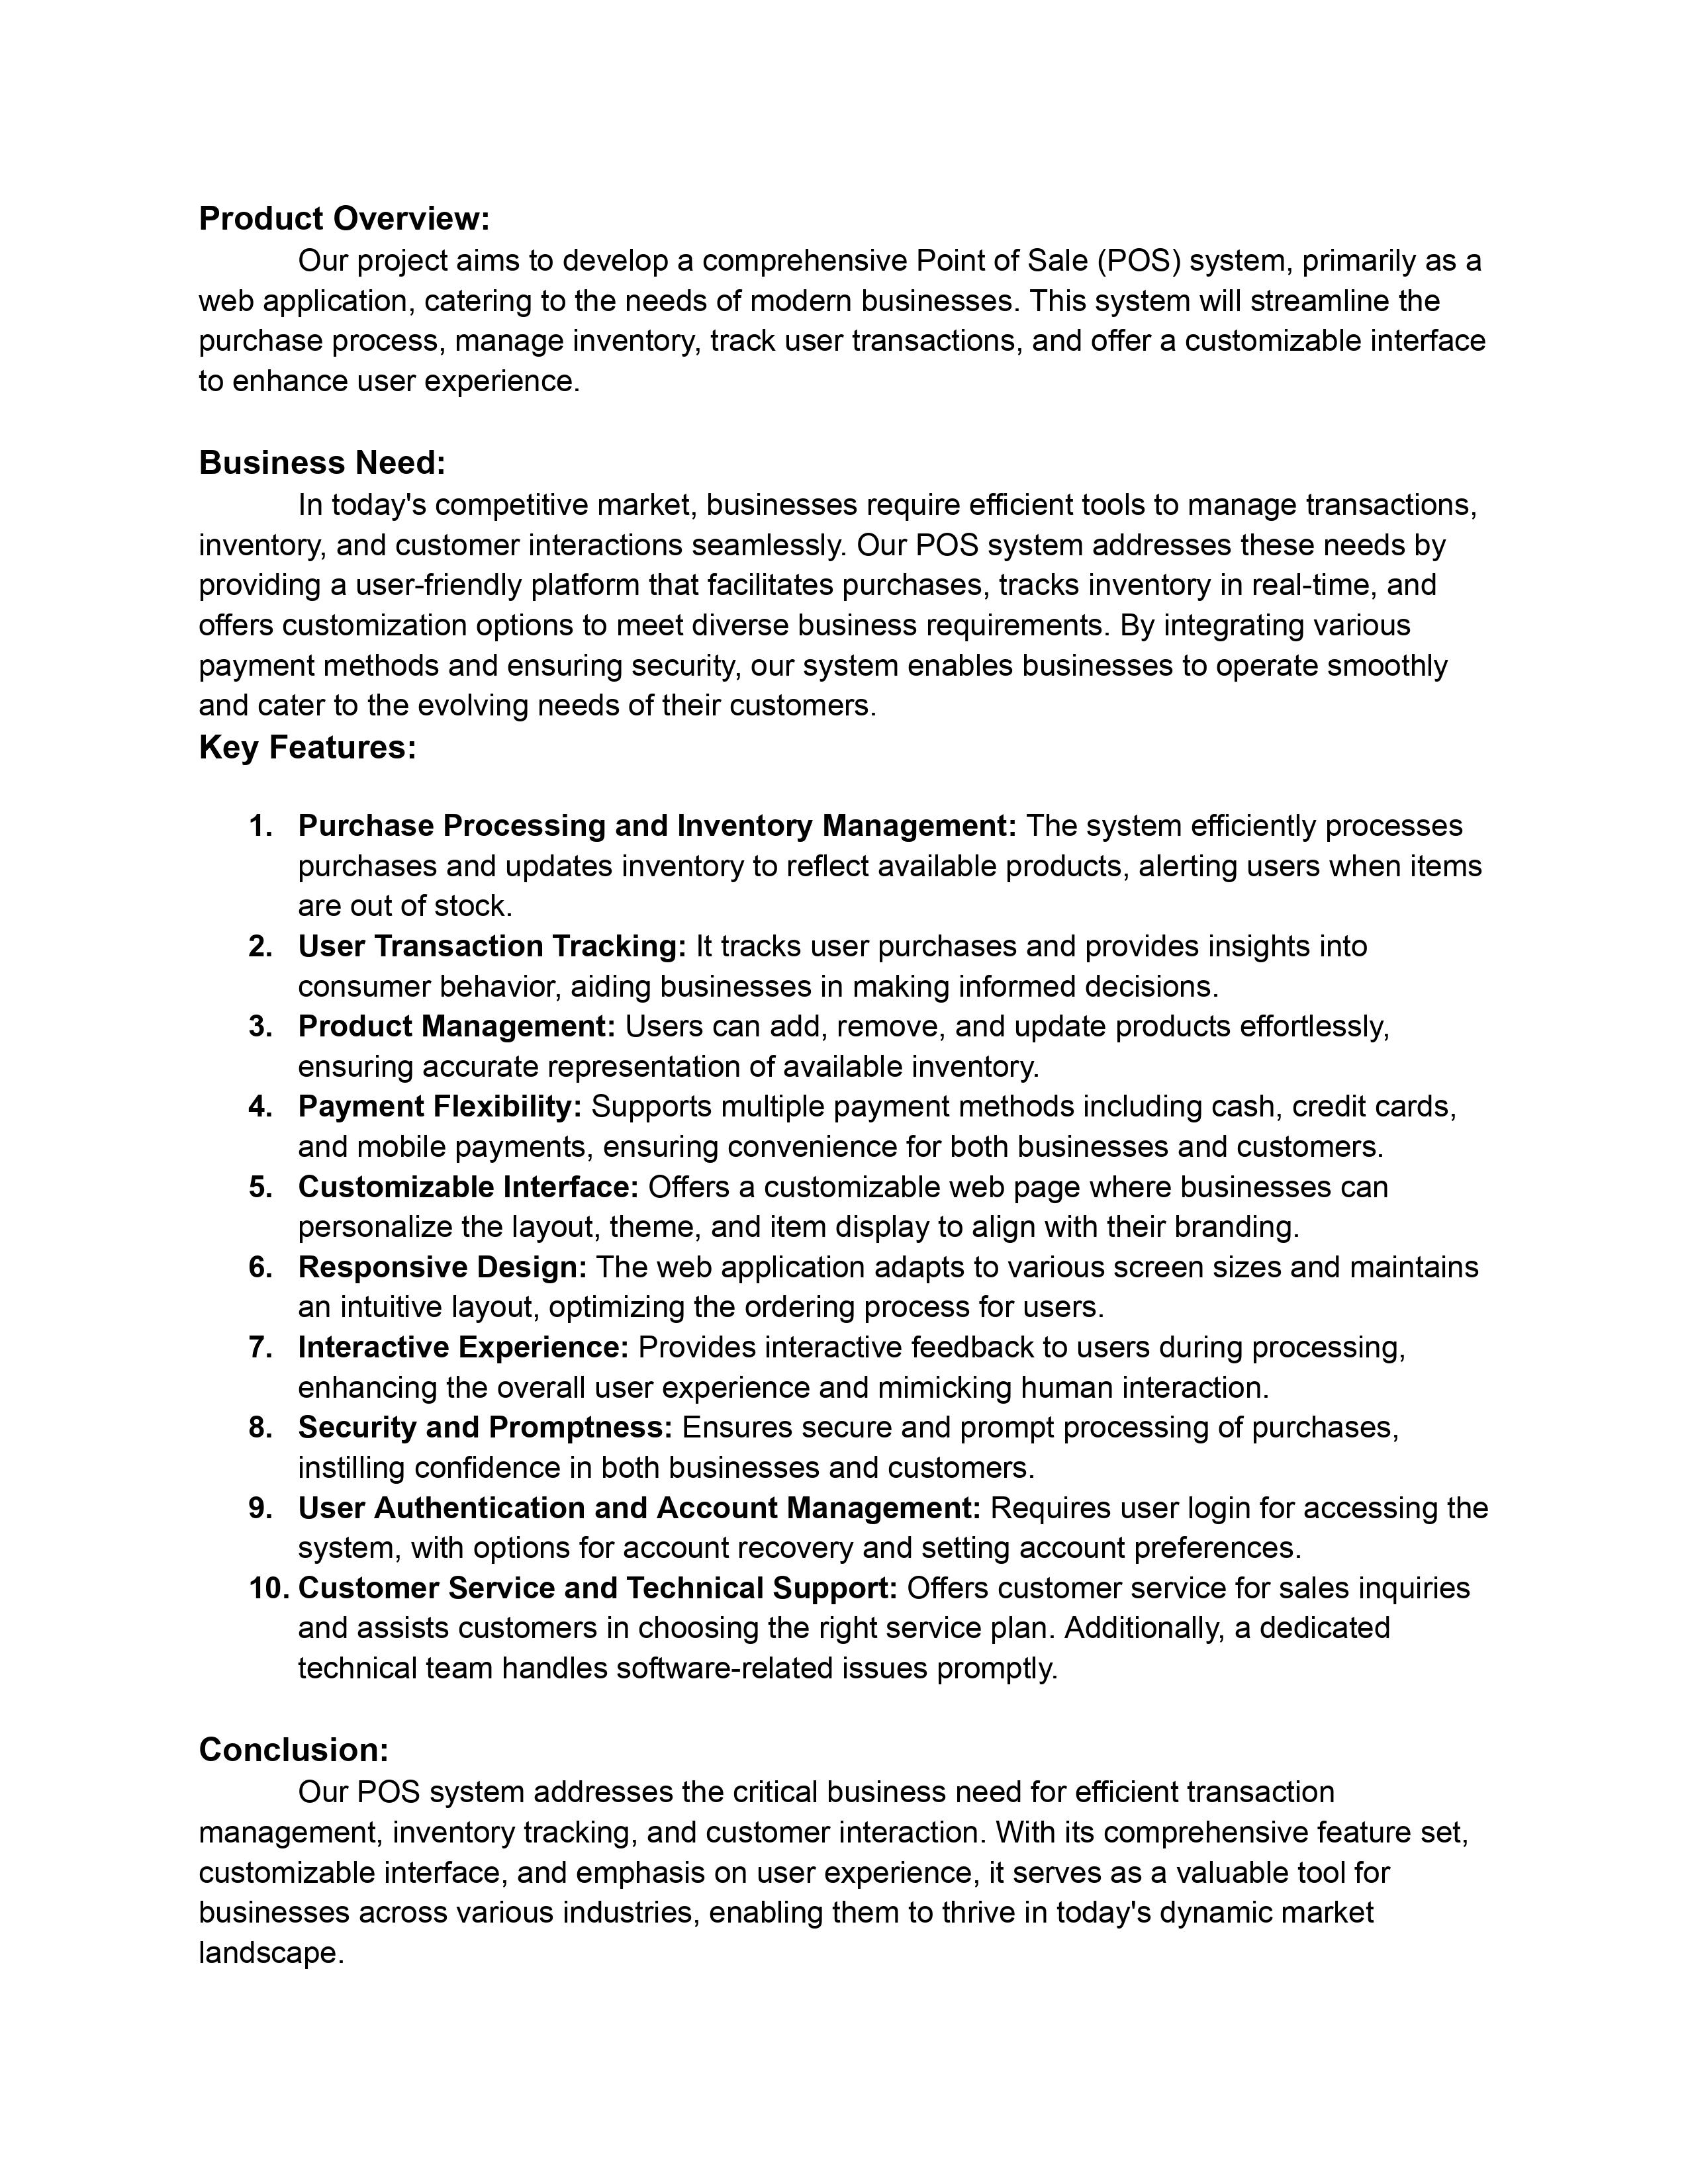 Product Overview:
Our project aims to develop a comprehensive Point of Sale (POS) system, primarily as a
web application, catering to the needs of modern businesses. This system will streamline the
purchase process, manage inventory, track user transactions, and offer a customizable interface
to enhance user experience.
Business Need:
In today's competitive market, businesses require efficient tools to manage transactions,
inventory, and customer interactions seamlessly. Our POS system addresses these needs by
providing a user-friendly platform that facilitates purchases, tracks inventory in real-time, and
offers customization options to meet diverse business requirements. By integrating various
payment methods and ensuring security, our system enables businesses to operate smoothly
and cater to the evolving needs of their customers.
Key Features:
1. Purchase Processing and Inventory Management: The system efficiently processes
purchases and updates inventory to reflect available products, alerting users when items
are out of stock.
2. User Transaction Tracking: It tracks user purchases and provides insights into
consumer behavior, aiding businesses in making informed decisions.
3. Product Management: Users can add, remove, and update products effortlessly,
ensuring accurate representation of available inventory.
4. Payment Flexibility: Supports multiple payment methods including cash, credit cards,
and mobile payments, ensuring convenience for both businesses and customers.
5. Customizable Interface: Offers a customizable web page where businesses can
personalize the layout, theme, and item display to align with their branding.
6. Responsive Design: The web application adapts to various screen sizes and maintains
an intuitive layout, optimizing the ordering process for users.
7. Interactive Experience: Provides interactive feedback to users during processing,
enhancing the overall user experience and mimicking human interaction.
8. Security and Promptness: Ensures secure and prompt processing of purchases,
instilling confidence in both businesses and customers.
9. User Authentication and Account Management: Requires user login for accessing the
system, with options for account recovery and setting account preferences.
10. Customer Service and Technical Support: Offers customer service for sales inquiries
and assists customers in choosing the right service plan. Additionally, a dedicated
technical team handles software-related issues promptly.
Conclusion:
Our POS system addresses the critical business need for efficient transaction
management, inventory tracking, and customer interaction. With its comprehensive feature set,
customizable interface, and emphasis on user experience, it serves as a valuable tool for
businesses across various industries, enabling them to thrive in today's dynamic market
landscape.